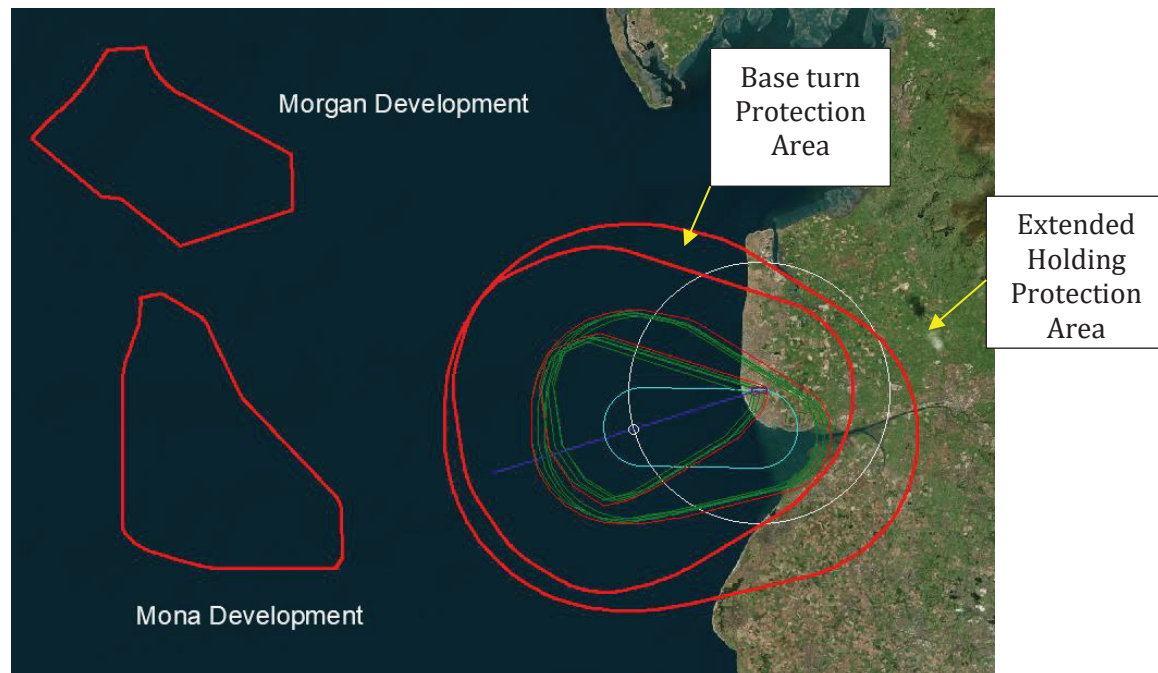 Morgan Development
Base turn
Protection
Area
Extended
Holding
Protection
Area
Mona Development